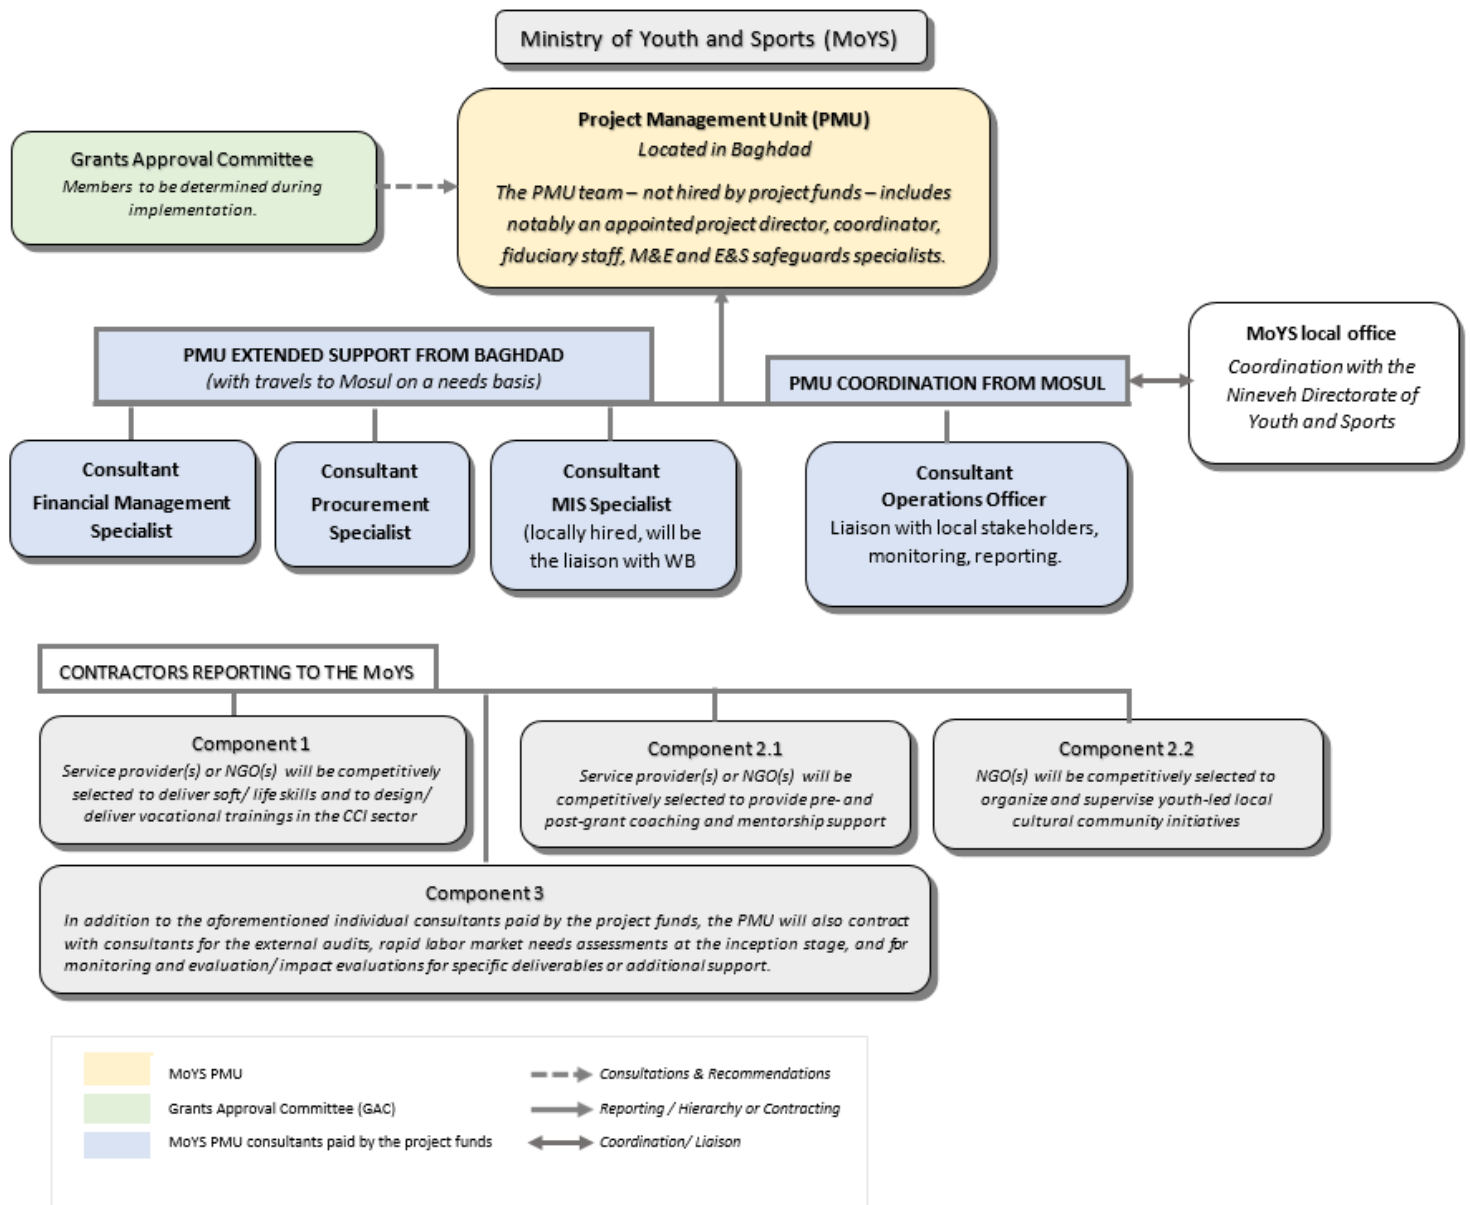 Ministry of Youth and Sports (MoYS)
Project Management Unit (PMU)
Located in Baghdad
The PMU team – not hired by project funds – includes
notably an appointed project director, coordinator,
fiduciary staff, M&E and E&S safeguards specialists.
Grants Approval Committee
Members to be determined during
implementation.
PMU EXTENDED SUPPORT FROM BAGHDAD
(with travels to Mosul on a needs basis)
PMU COORDINATION FROM MOSUL
MoYS local office
Coordination with the
Nineveh Directorate of
Youth and Sports
Consultant
Financial Management
Specialist
Consultant
Procurement
Specialist
Consultant
MIS Specialist
(locally hired, will be
the liaison with WB
Consultant
Operations Officer
Liaison with local stakeholders,
monitoring, reporting.
CONTRACTORS REPORTING TO THE MoYS
Component 1
Service provider(s) or NGO(s) will be competitively
selected to deliver soft/ life skills and to design/
deliver vocational trainings in the CCI sector
Component 2.1
Service provider(s) or NGO(s) will be
competitively selected to provide pre- and
post-grant coaching and mentorship support
Component 2.2
NGO(s) will be competitively selected to
organize and supervise youth-led local
cultural community initiatives
Component 3
In addition to the aforementioned individual consultants paid by the project funds, the PMU will also contract
with consultants for the external audits, rapid labor market needs assessments at the inception stage, and for
monitoring and evaluation/ impact evaluations for specific deliverables or additional support.
MoYS PMU
Grants Approval Committee (GAC)
MoYS PMU consultants paid by the project funds
Consultations & Recommendations
Reporting / Hierarchy or Contracting
Coordination/ Liaison